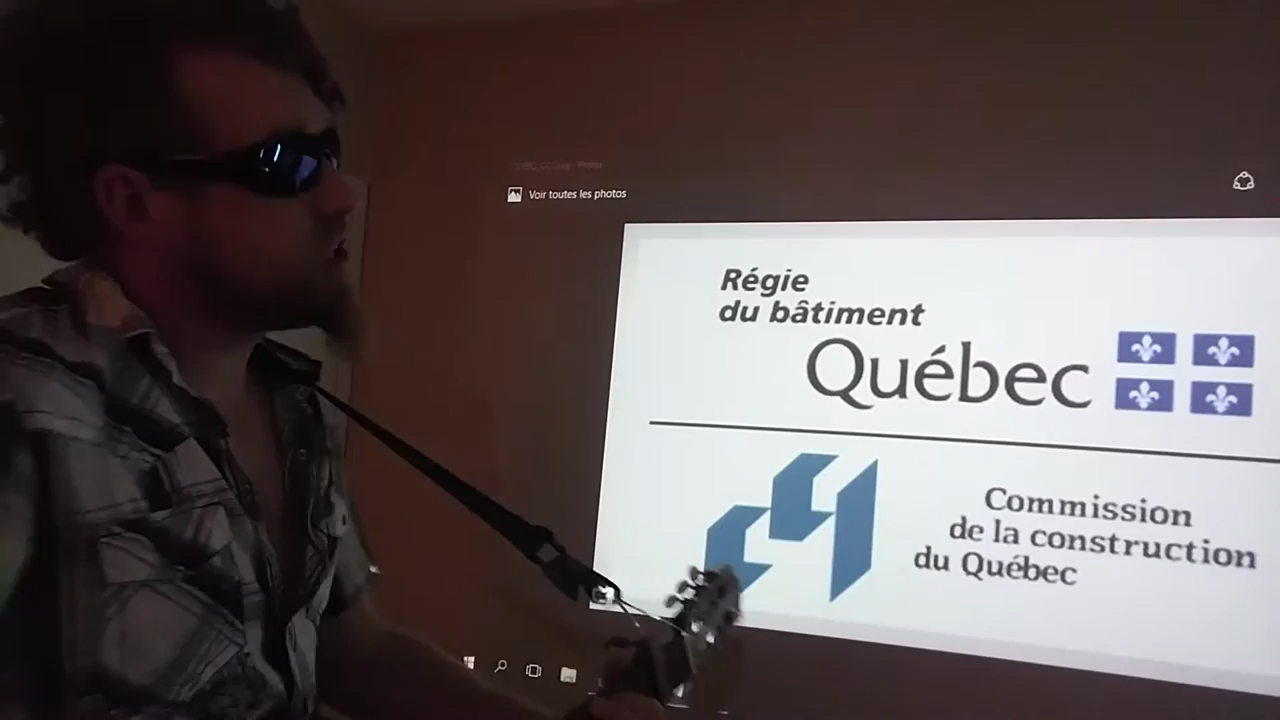 Voir toutes les photos
Régie
du bâtiment
Québec
Commission
de la construction
du Québec